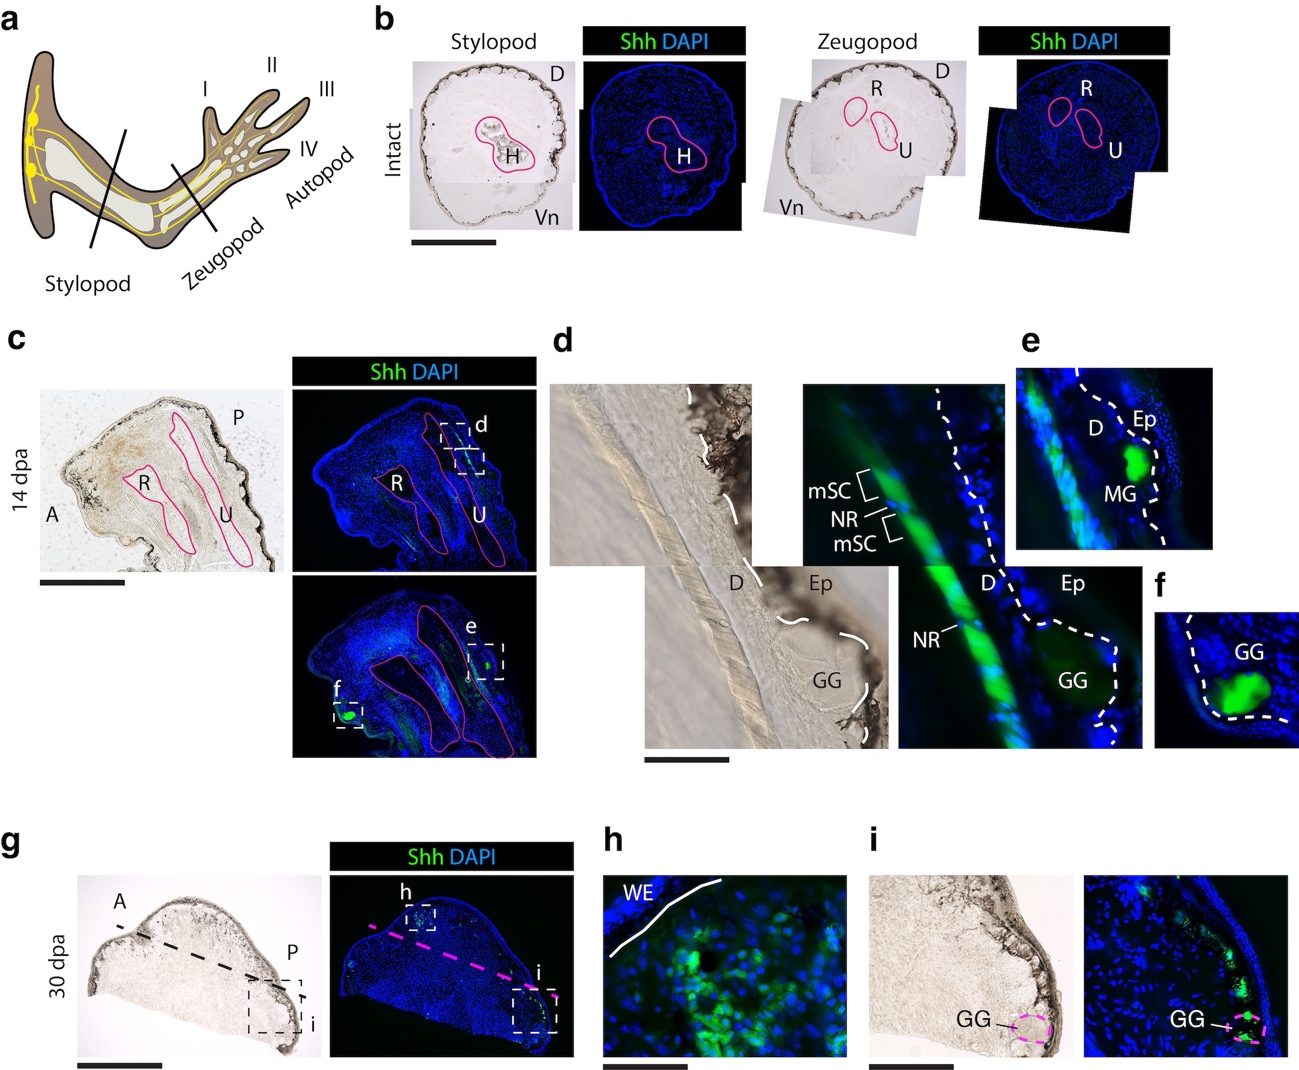 a
I
II
III
IV
Autopod
Zeugopod
Stylopod
b
Stylopod
Shh DAPI
Zeugopod
Shh DAPI
Intact
D
H
Vn
H
D
R
U
Vn
R
U
c
Shh DAPI
14 dpa
P
R
A
U
d
R
U
e
f
d
D
Ep
GG
mSC
NR
mSC
D
Ep
NR
GG
e
D
Ep
MG
f
GG
g
Shh DAPI
30 dpa
A
P
i
h
i
h
WE
i
GG
GG